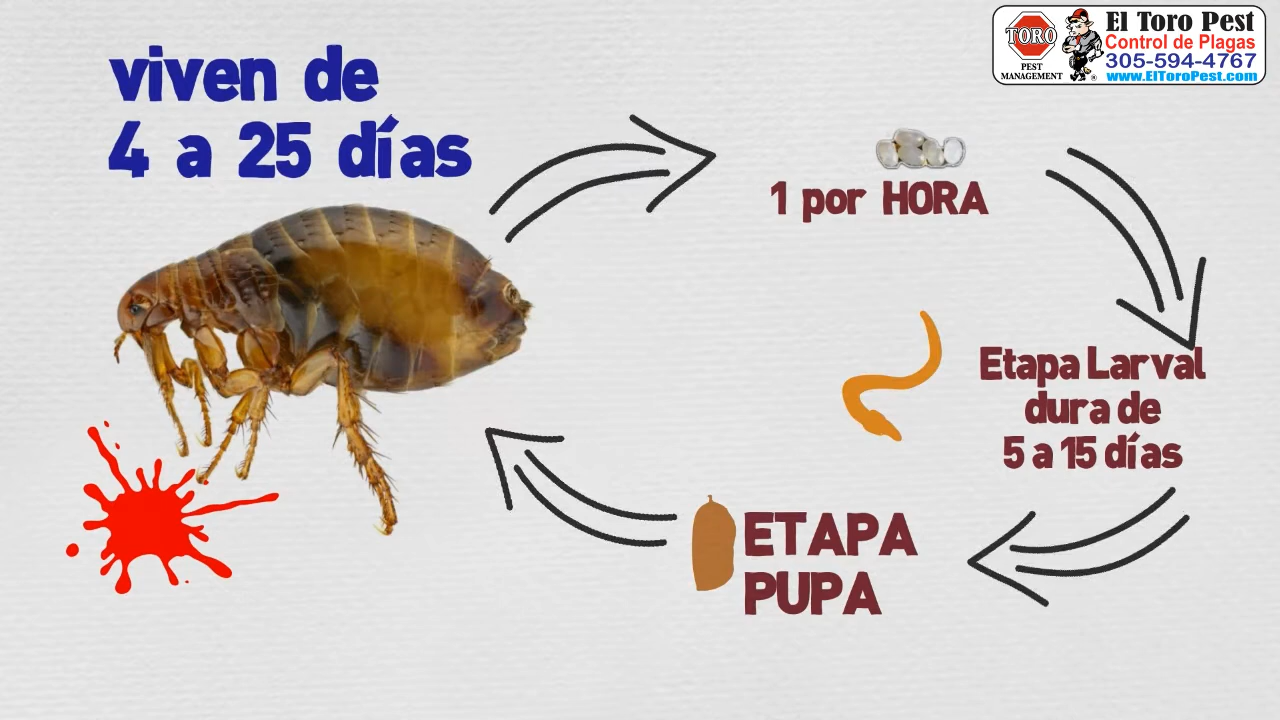 viven de
4 a 25 días
TORO
PEST
MANAGEMENT
El Toro Pest
Control de Plagas
305-594-4767
www.ElToroPest.com
1 por HORA
Etapa Larval
dura de
5 a 15 días
ETAPA
PUPA